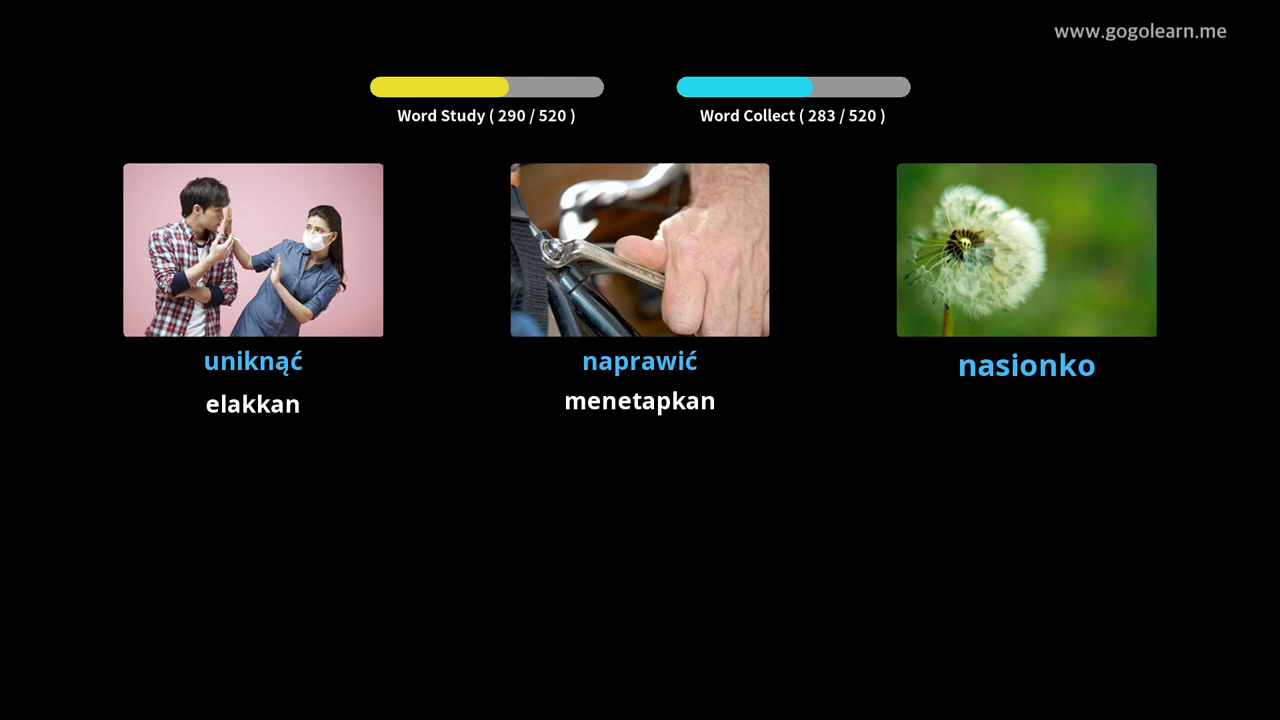 www.gogolearn.me
Word Study ( 290 / 520 )
Word Collect ( 283 / 520 )
uniknąć
elakkan
naprawić
menetapkan
nasionko